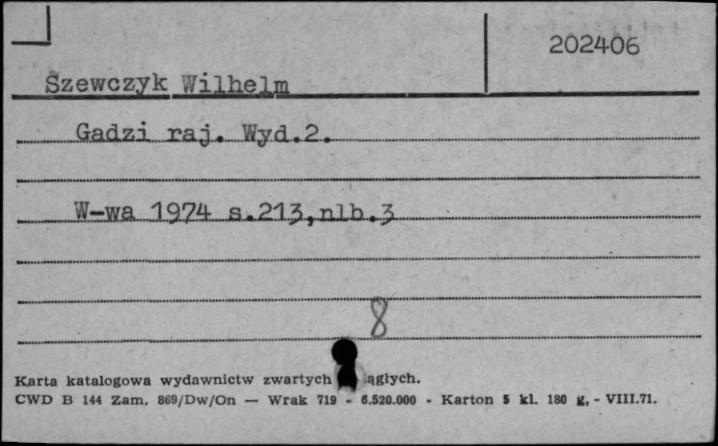 202406
Szewczyk Wilhelm
Gadzi raj. Wyd.2.
W-wa 1974 s.213,nlb.3
8
Karta katalogowa wydawnictw zwartych ągłych.
CWD B 144 Zam. 869/Dw/On — Wrak 719 - 6.520.000 - Karton 5 kl. 180 g. - VIII.71.